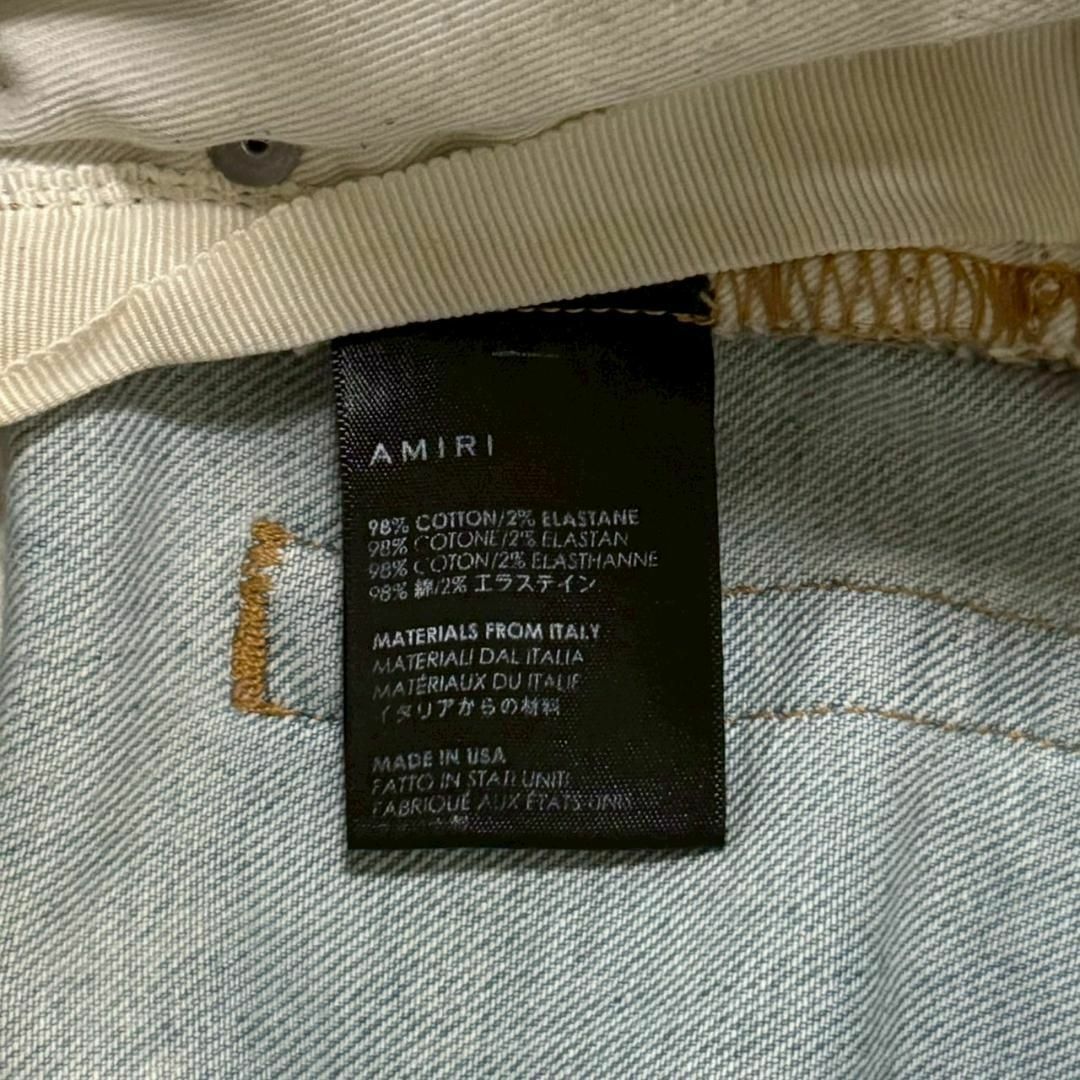 AMIRI
98% COTTON/2% ELASTANE
98% COTONE/2% ELASTAN
98% COTON/2% ELASTHANNE
98% 綿/2% エラステイン
MATERIALS FROM ITALY
MATERIALI DAL ITALIA
MATÉRIAUX DU ITALIE
イタリアからの材料
MADE IN USA
FATTO IN STATI UNITI
FABRIQUÉ AUX ÉTATS-UNIS